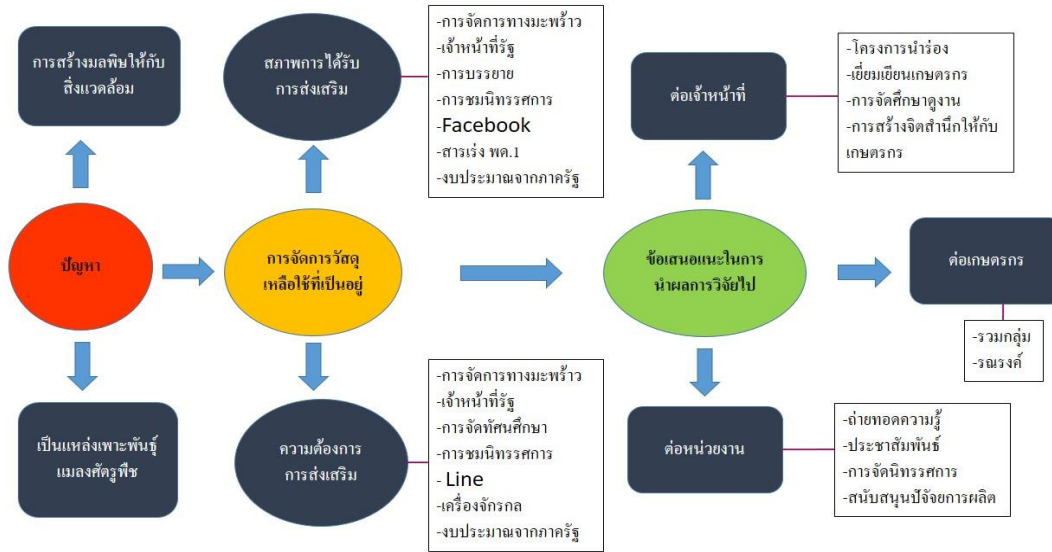 การสร้างมลพิษให้กับ
สิ่งแวดล้อม
ปัญหา
เป็นแหล่งเพาะพันธุ์
แมลงศัตรูพืช
สภาพการได้รับ
การส่งเสริม
-การจัดการทางมะพร้าว
-เจ้าหน้าที่รัฐ
-การบรรยาย
-การชมนิทรรศการ
-Facebook
-สารเร่ง พด.1
-งบประมาณจากภาครัฐ
การจัดการวัสดุ
เหลือใช้ที่เป็นอยู่
ความต้องการ
การส่งเสริม
-การจัดการทางมะพร้าว
-เจ้าหน้าที่รัฐ
-การจัดทัศนศึกษา
-การชมนิทรรศการ
- Line
-เครื่องจักรกล
-งบประมาณจากภาครัฐ
ต่อเจ้าหน้าที่
-โครงการนำร่อง
-เยี่ยมเยียนเกษตรกร
-การจัดศึกษาดูงาน
-การสร้างจิตสำนึกให้กับ
เกษตรกร
ข้อเสนอแนะในการ
นำผลการวิจัยไป
ต่อเกษตรกร
-รวมกลุ่ม
-รณรงค์
ต่อหน่วยงาน
-ถ่ายทอดความรู้
-ประชาสัมพันธ์
-การจัดนิทรรศการ
-สนับสนุนปัจจัยการผลิต